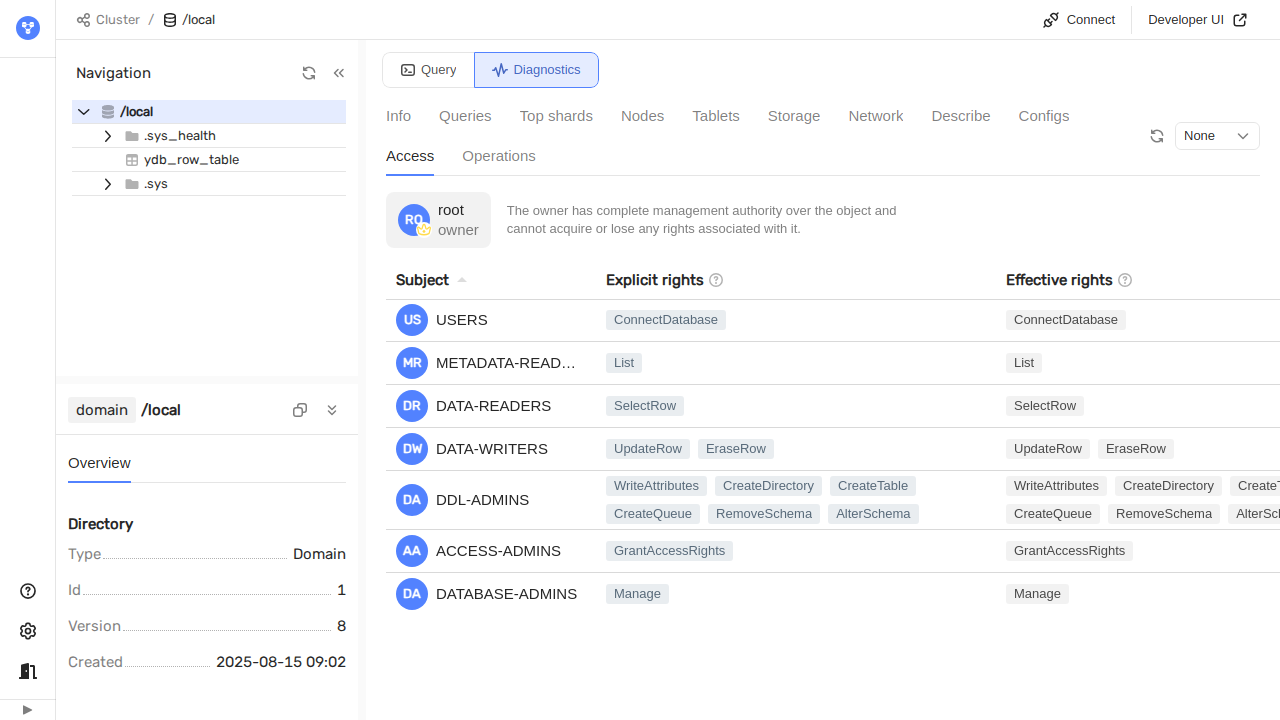 Cluster / /local
Connect
Developer UI
Navigation
/local
.sys_health
ydb_row_table
.sys
domain /local
Overview
Directory
Type Domain
Id 1
Version 8
Created 2025-08-15 09:02
Query
Diagnostics
Info Queries Top shards Nodes Tablets Storage Network Describe Configs
Access Operations
None
RO root
owner
The owner has complete management authority over the object and
cannot acquire or lose any rights associated with it.
Subject Explicit rights Effective rights
US USERS ConnectDatabase ConnectDatabase
MR METADATA-READ… List List
DR DATA-READERS SelectRow SelectRow
DW DATA-WRITERS UpdateRow EraseRow UpdateRow EraseRow
DA DDL-ADMINS WriteAttributes CreateDirectory CreateTable WriteAttributes CreateDirectory
CreateQueue RemoveSchema AlterSchema CreateQueue RemoveSchema
AA ACCESS-ADMINS GrantAccessRights GrantAccessRights
DA DATABASE-ADMINS Manage Manage